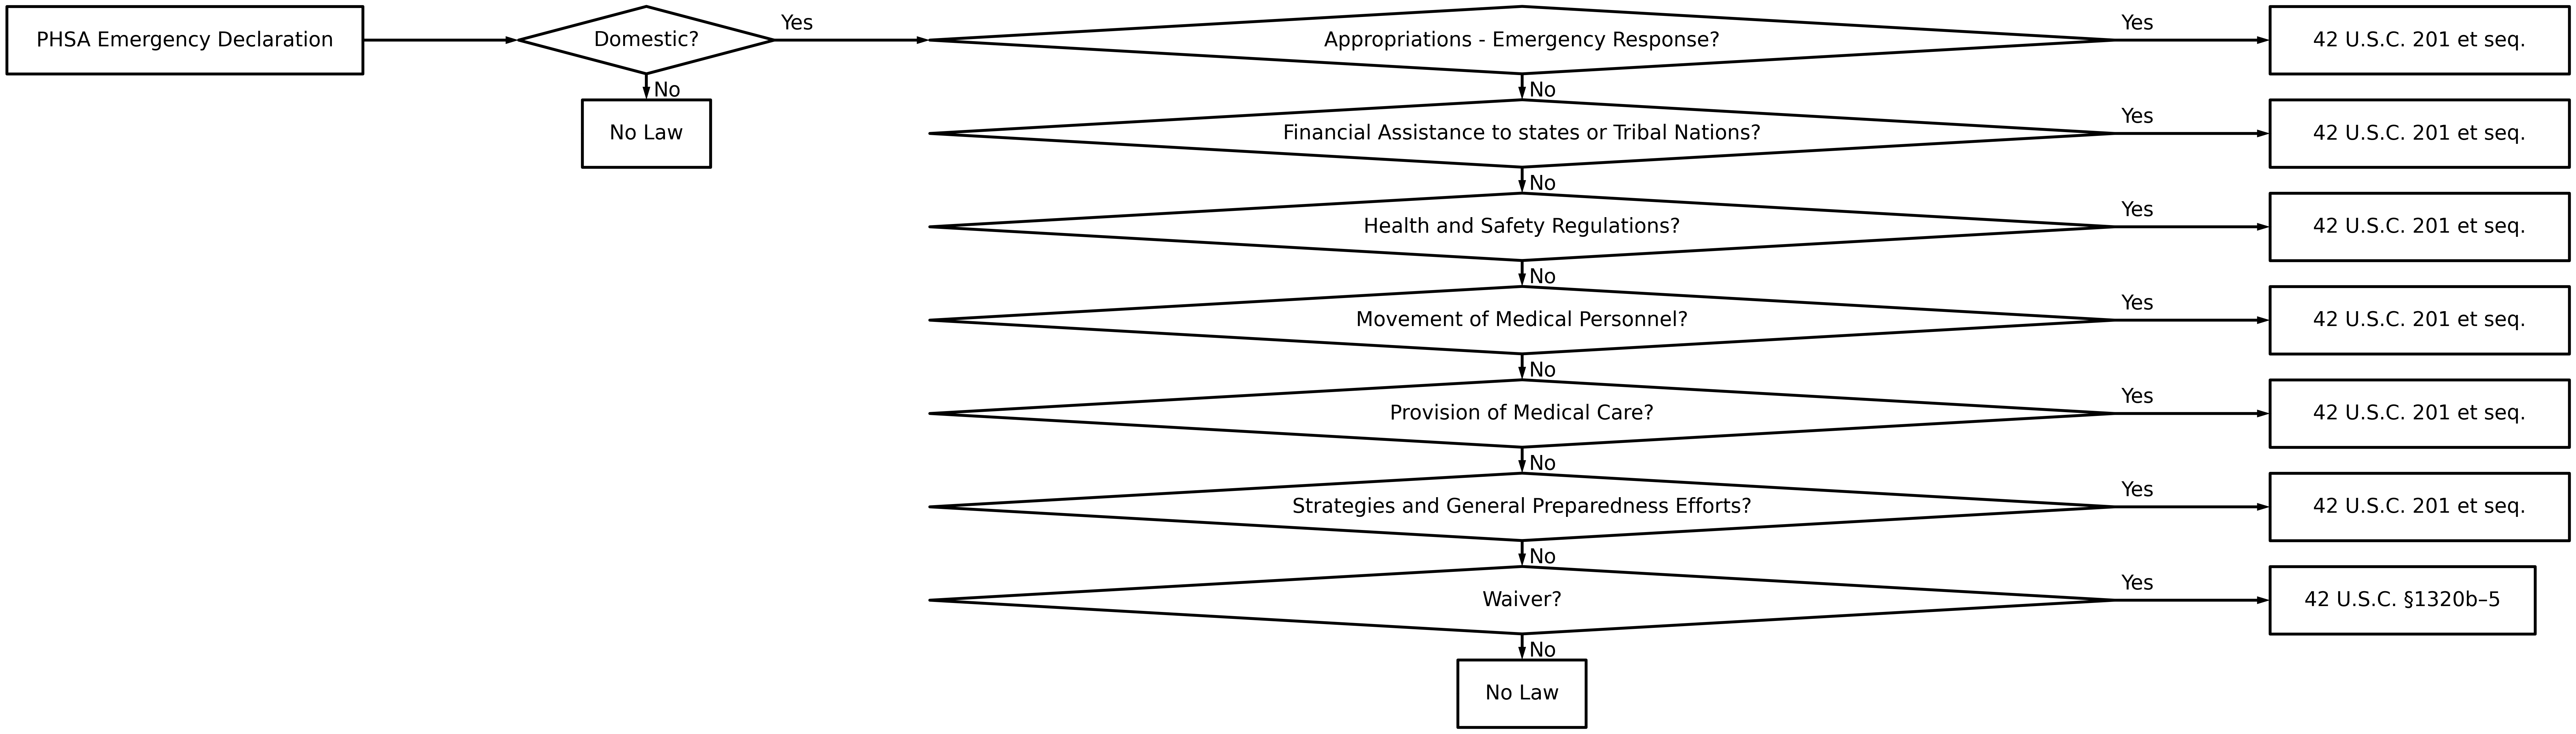 PHSA Emergency Declaration
Domestic?
Yes
Appropriations - Emergency Response?
Yes
42 U.S.C. 201 et seq.
No
No
No Law
Financial Assistance to states or Tribal Nations?
Yes
42 U.S.C. 201 et seq.
No
Health and Safety Regulations?
Yes
42 U.S.C. 201 et seq.
No
Movement of Medical Personnel?
Yes
42 U.S.C. 201 et seq.
No
Provision of Medical Care?
Yes
42 U.S.C. 201 et seq.
No
Strategies and General Preparedness Efforts?
Yes
42 U.S.C. 201 et seq.
No
Waiver?
Yes
42 U.S.C. §1320b–5
No
No Law